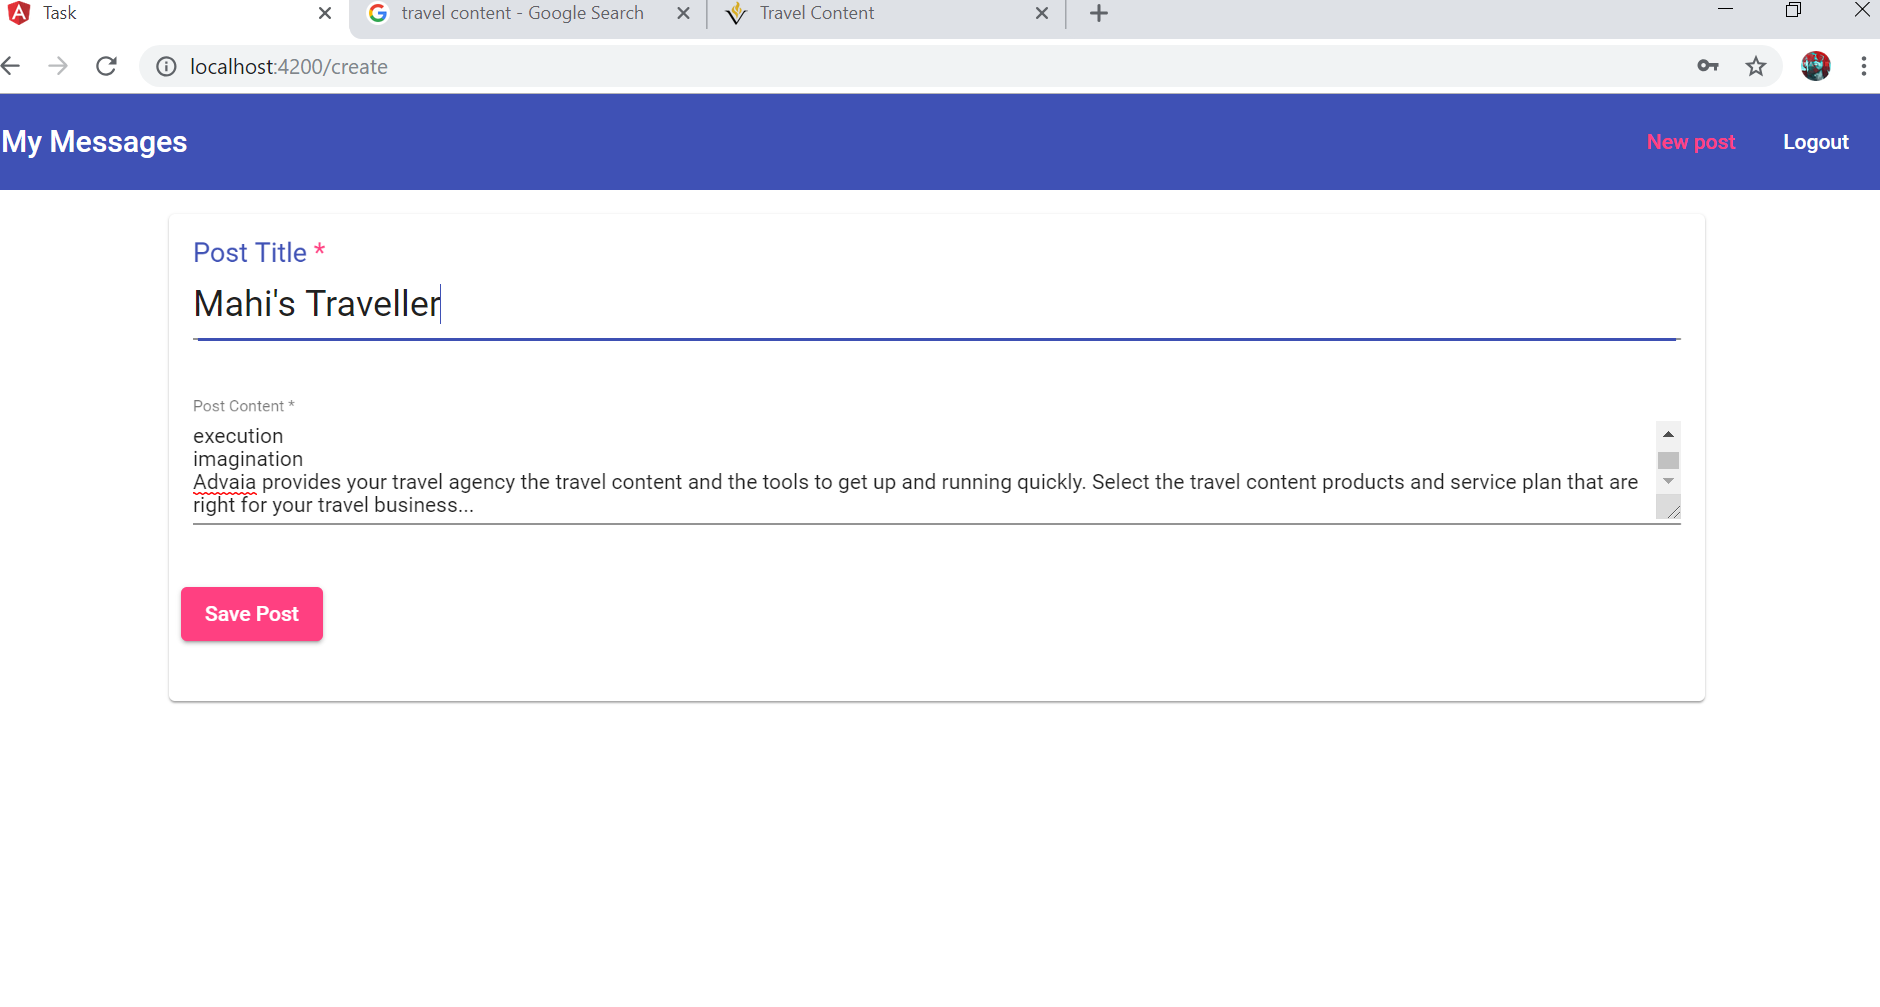 Task
travel content - Google Search
Travel Content
localhost:4200/create
My Messages
New post
Logout
Post Title *
Mahi's Traveller
Post Content *
execution
imagination
Advaia provides your travel agency the travel content and the tools to get up and running quickly. Select the travel content products and service plan that are
right for your travel business...
Save Post